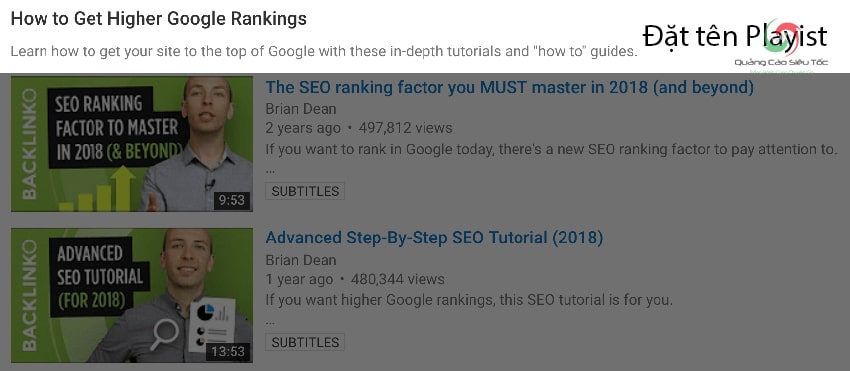 How to Get Higher Google Rankings
Learn how to get your site to the top of Google with these in-depth tutorials and "how to" guides.
Đặt tên Playist
Quảng Cáo Siêu Tốc
BACKLINKO
SEO RANKING
FACTOR TO MASTER
IN 2018 (& BEYOND)
9:53
The SEO ranking factor you MUST master in 2018 (and beyond)
Brian Dean
2 years ago • 497,812 views
If you want to rank in Google today, there's a new SEO ranking factor to pay attention to.
...
SUBTITLES
BACKLINKO
ADVANCED
SEO TUTORIAL
(FOR 2018)
13:53
Advanced Step-By-Step SEO Tutorial (2018)
Brian Dean
1 year ago • 480,344 views
If you want higher Google rankings, this SEO tutorial is for you.
...
SUBTITLES